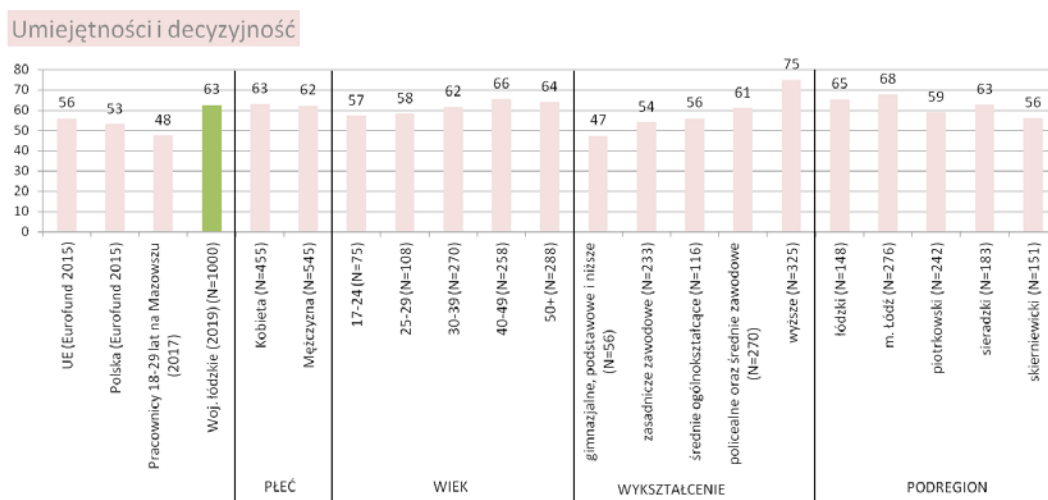 Umiejętności i decyzyjność
80
70
60
50
40
30
20
10
0
56
53
48
63
63
62
57
58
62
66
64
47
54
56
61
75
65
68
59
63
56
UE (Eurofund 2015)
Polska (Eurofund 2015)
Pracownicy 18-29 lat na Mazowszu
(2017)
Woj. łódzkie (2019) (N=1000)
Kobieta (N=455)
Mężczyzna (N=545)
17-24 (N=75)
25-29 (N=108)
30-39 (N=270)
40-49 (N=258)
50+ (N=288)
gimnazjalne, podstawowe i niższe
(N=56)
zasadnicze zawodowe (N=233)
średnie ogólnokształcące (N=116)
policealne oraz średnie zawodowe
(N=270)
wyższe (N=325)
łódzki (N=148)
m. Łódź (N=276)
piotrkowski (N=242)
sieradzki (N=183)
skierniewicki (N=151)
PŁEĆ
WIEK
WYKSZTAŁCENIE
PODREGION